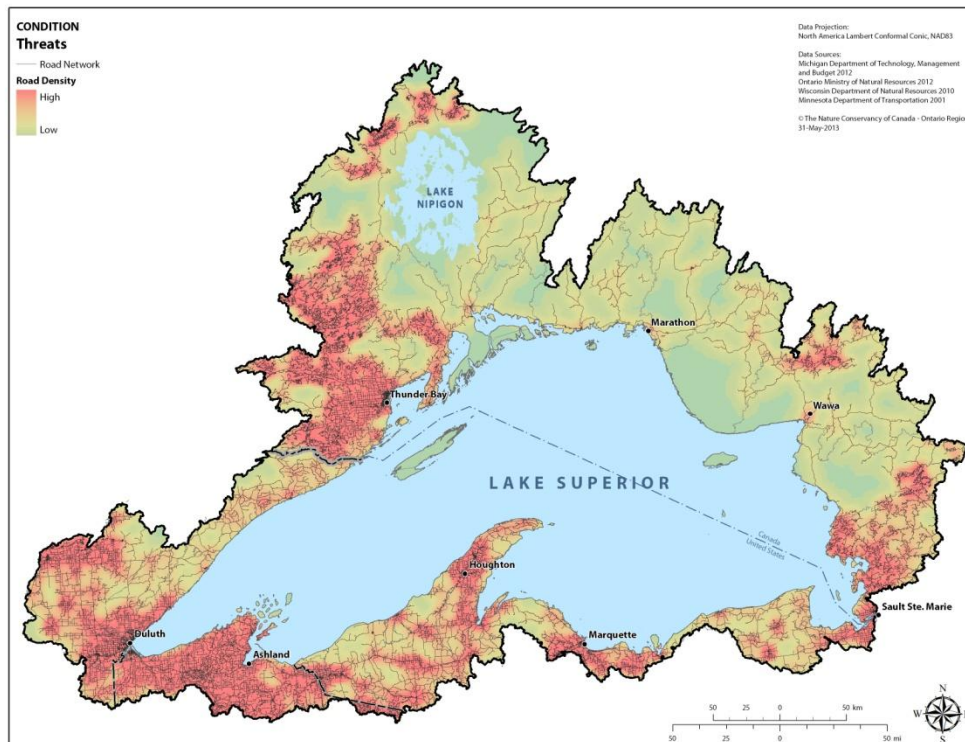 CONDITION
Threats
Road Network
Road Density
High
Low
Data Projection:
North America Lambert Conformal Conic, NAD83
Data Sources:
Michigan Department of Technology, Management
and Budget 2012
Ontario Ministry of Natural Resources 2012
Wisconsin Department of Natural Resources 2010
Minnesota Department of Transportation 2001
© The Nature Conservancy of Canada - Ontario Regio
31-May-2013
LAKE
NIPIGON
Marathon
Thunder Bay
Wawa
LAKE SUPERIOR
Canada
United States
Houghton
Sault Ste. Marie
Duluth
Marquette
Ashland
50 25 0 25 50 km
50 25 0 50 mi
N
W
S